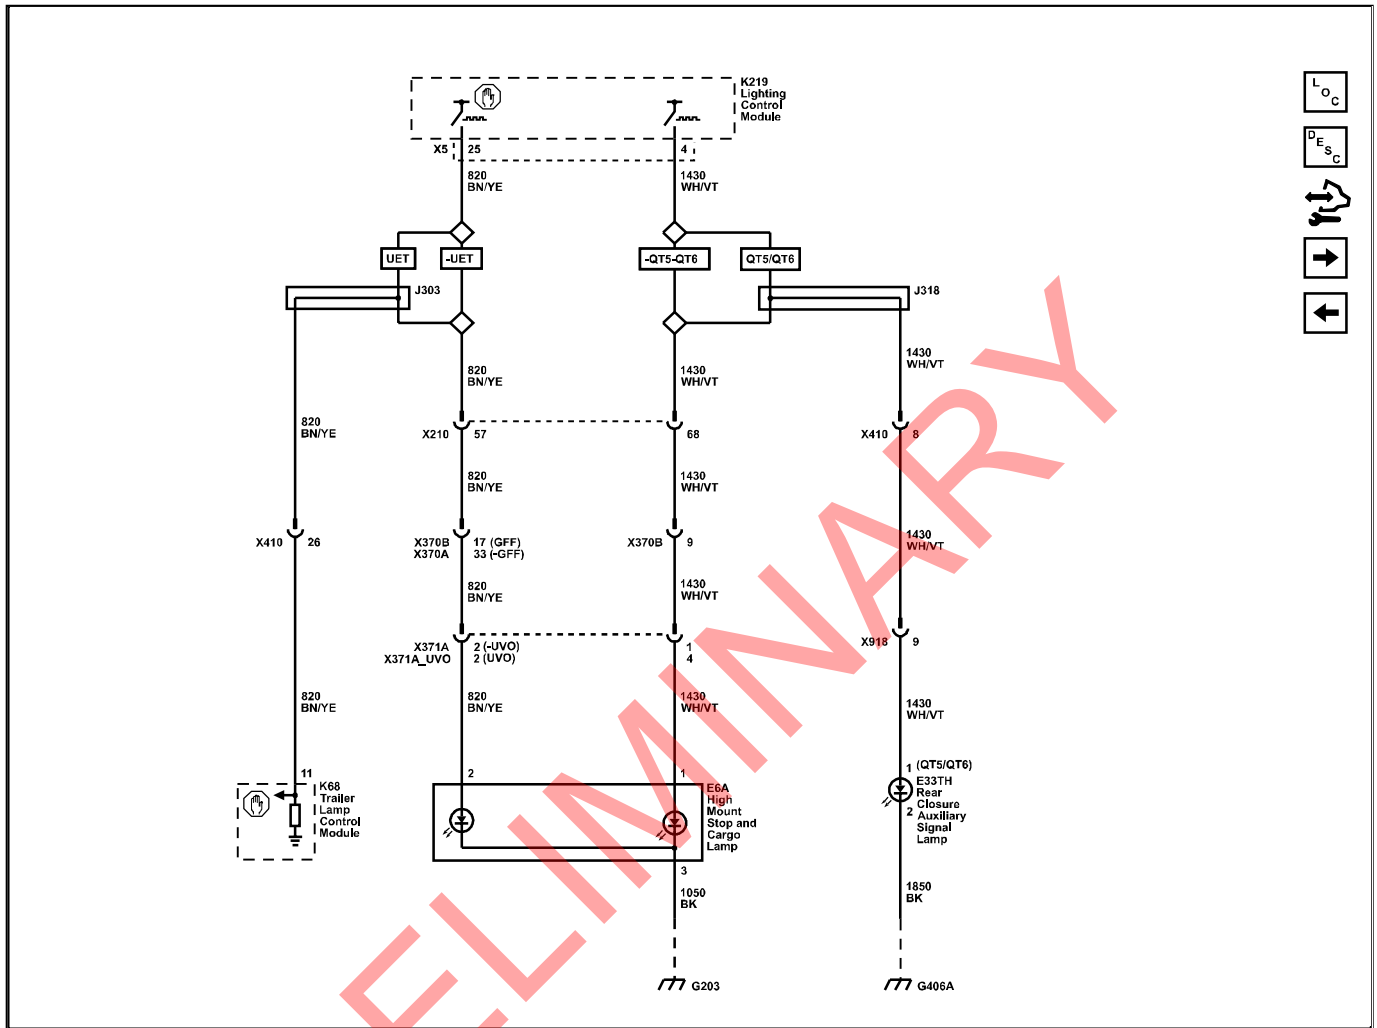 K219
Lighting
Control
Module
L
O
C
D
E
S
C
X5 25
4
820
BN/YE
1430
WH/VT
UET
-UET
-QT5-QT6
QT5/QT6
J303
J318
820
BN/YE
1430
WH/VT
1430
WH/VT
820
BN/YE
X210 57
68
X410 8
820
BN/YE
1430
WH/VT
X410 26
X370B 17 (GFF)
X370A 33 (-GFF)
X370B 9
1430
WH/VT
820
BN/YE
1430
WH/VT
X371A 2 (-UVO)
X371A_UVO 2 (UVO)
1
4
X918 9
820
BN/YE
820
BN/YE
1430
WH/VT
1430
WH/VT
11
K68
Trailer
Lamp
Control
Module
2
1
E6A
High
Mount
Stop and
Cargo
Lamp
3
1 (QT5/QT6)
E33TH
Rear
Closure
2 Auxiliary
Signal
Lamp
1050
BK
1850
BK
G203
G406A
ELIMINARY